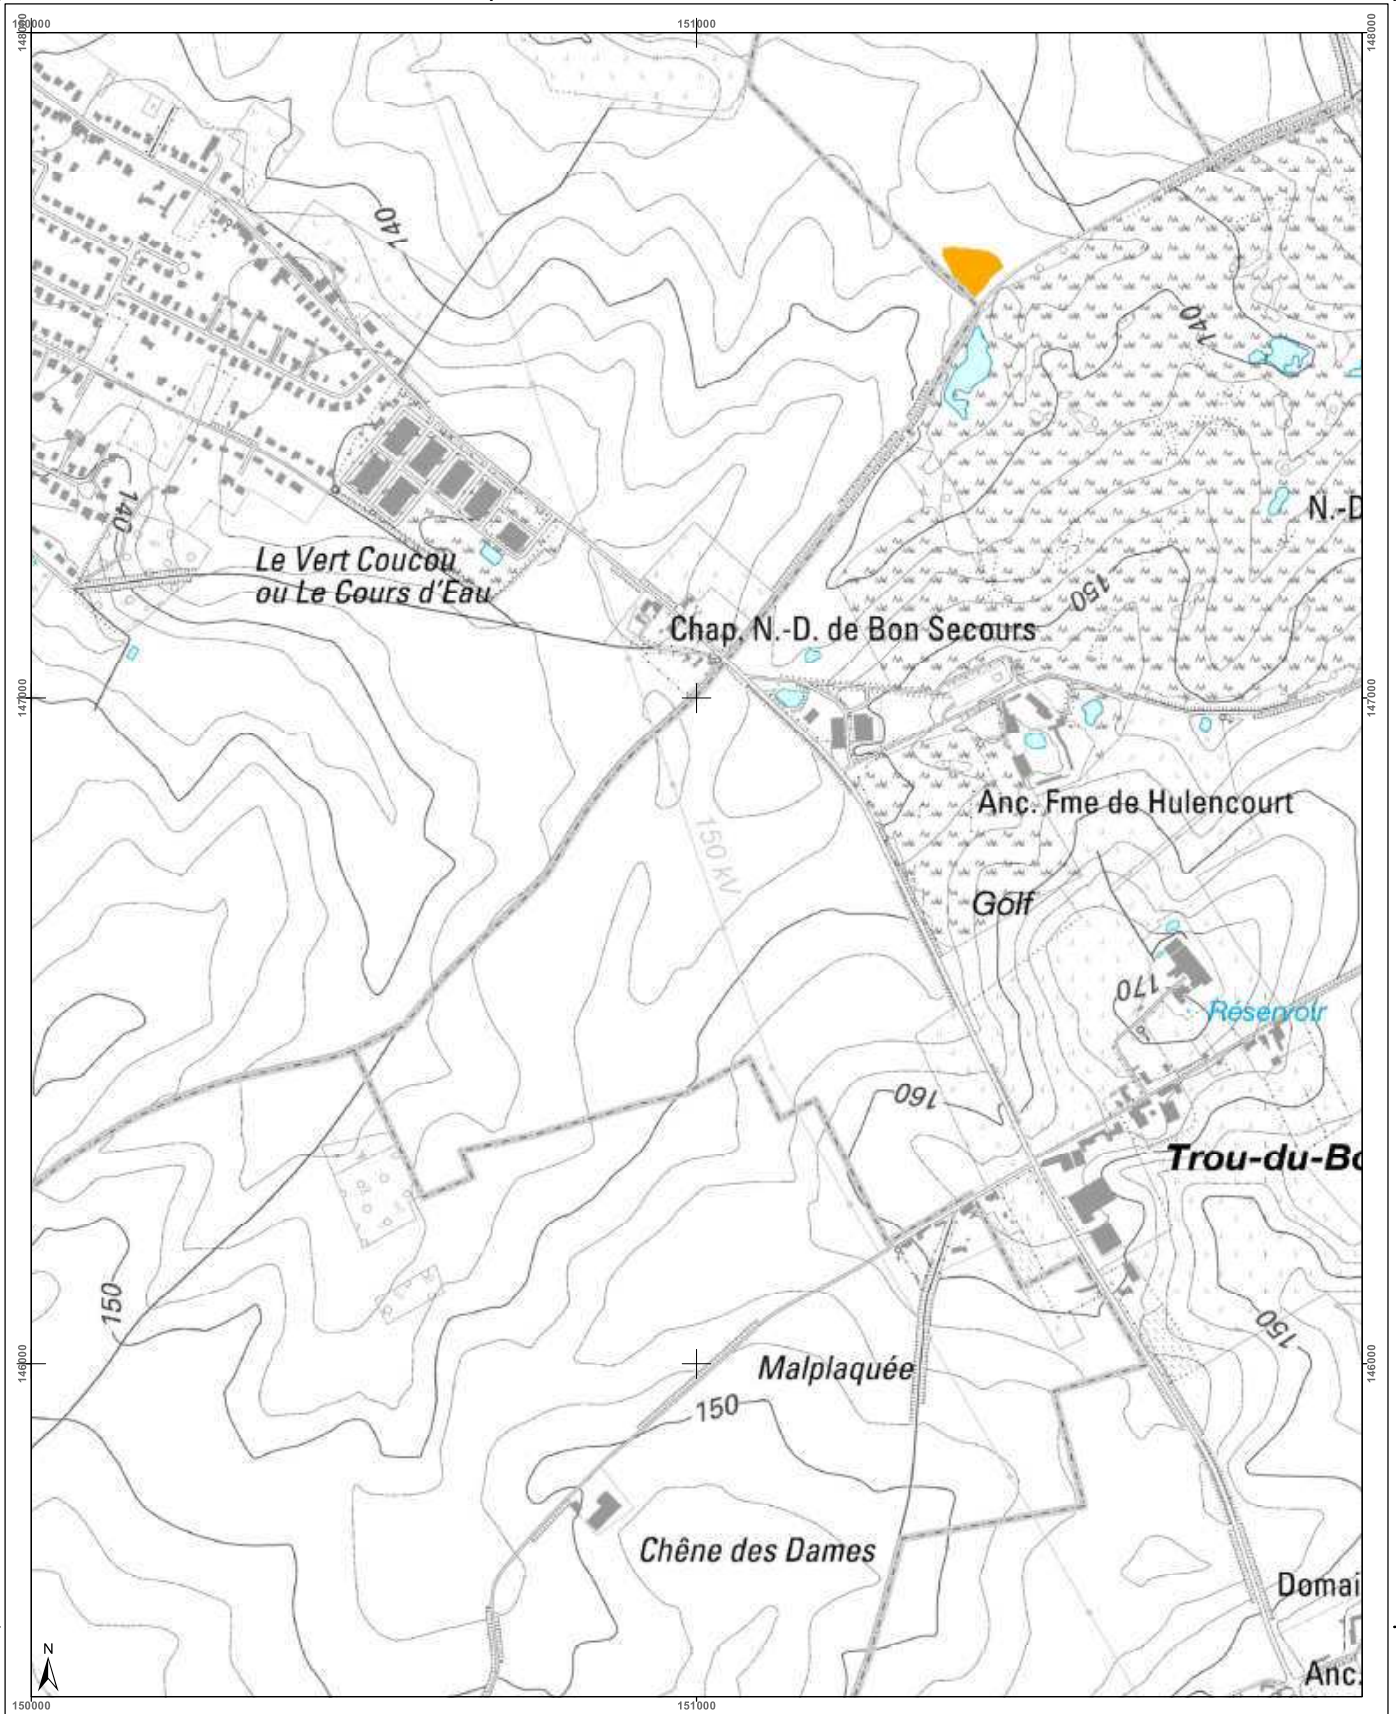 150000
151000
148000
148000
140
140
N.-D
140
Le Vert Coucou
ou Le Cours d'Eau
150
Chap. N.-D. de Bon Secours
147000
147000
Anc. Fme de Hulencourt
150 kV
Golf
170
Réservoir
160
Trou-du-Bo
150
150
146000
146000
Malplaquée
150
Chêne des Dames
Domai
N
Anc.
150000
151000